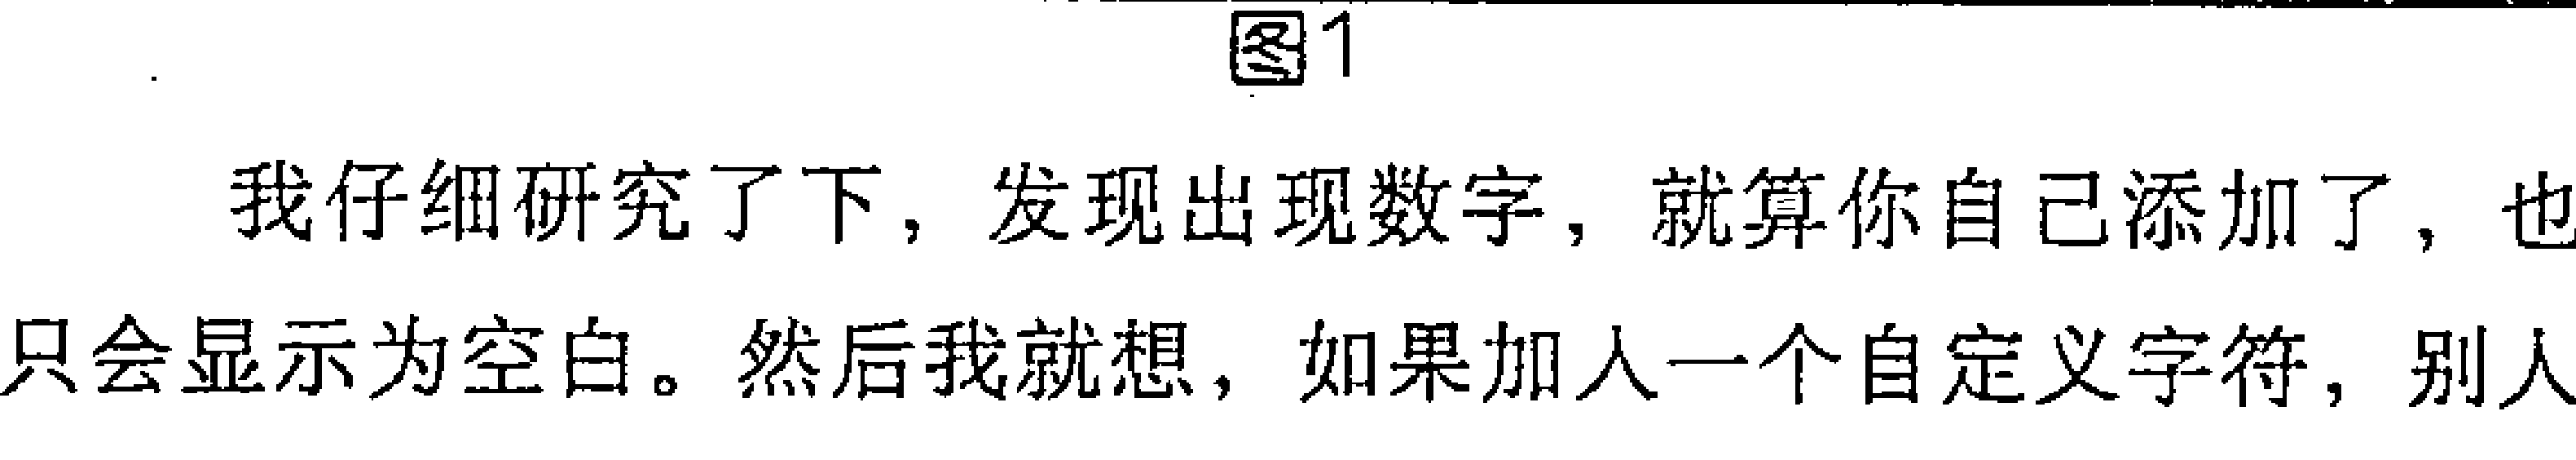 图1
我仔细研究了下，发现出现数字，就算你自己添加了，也
只会显示为空白。然后我就想，如果加入一个自定义字符，别人